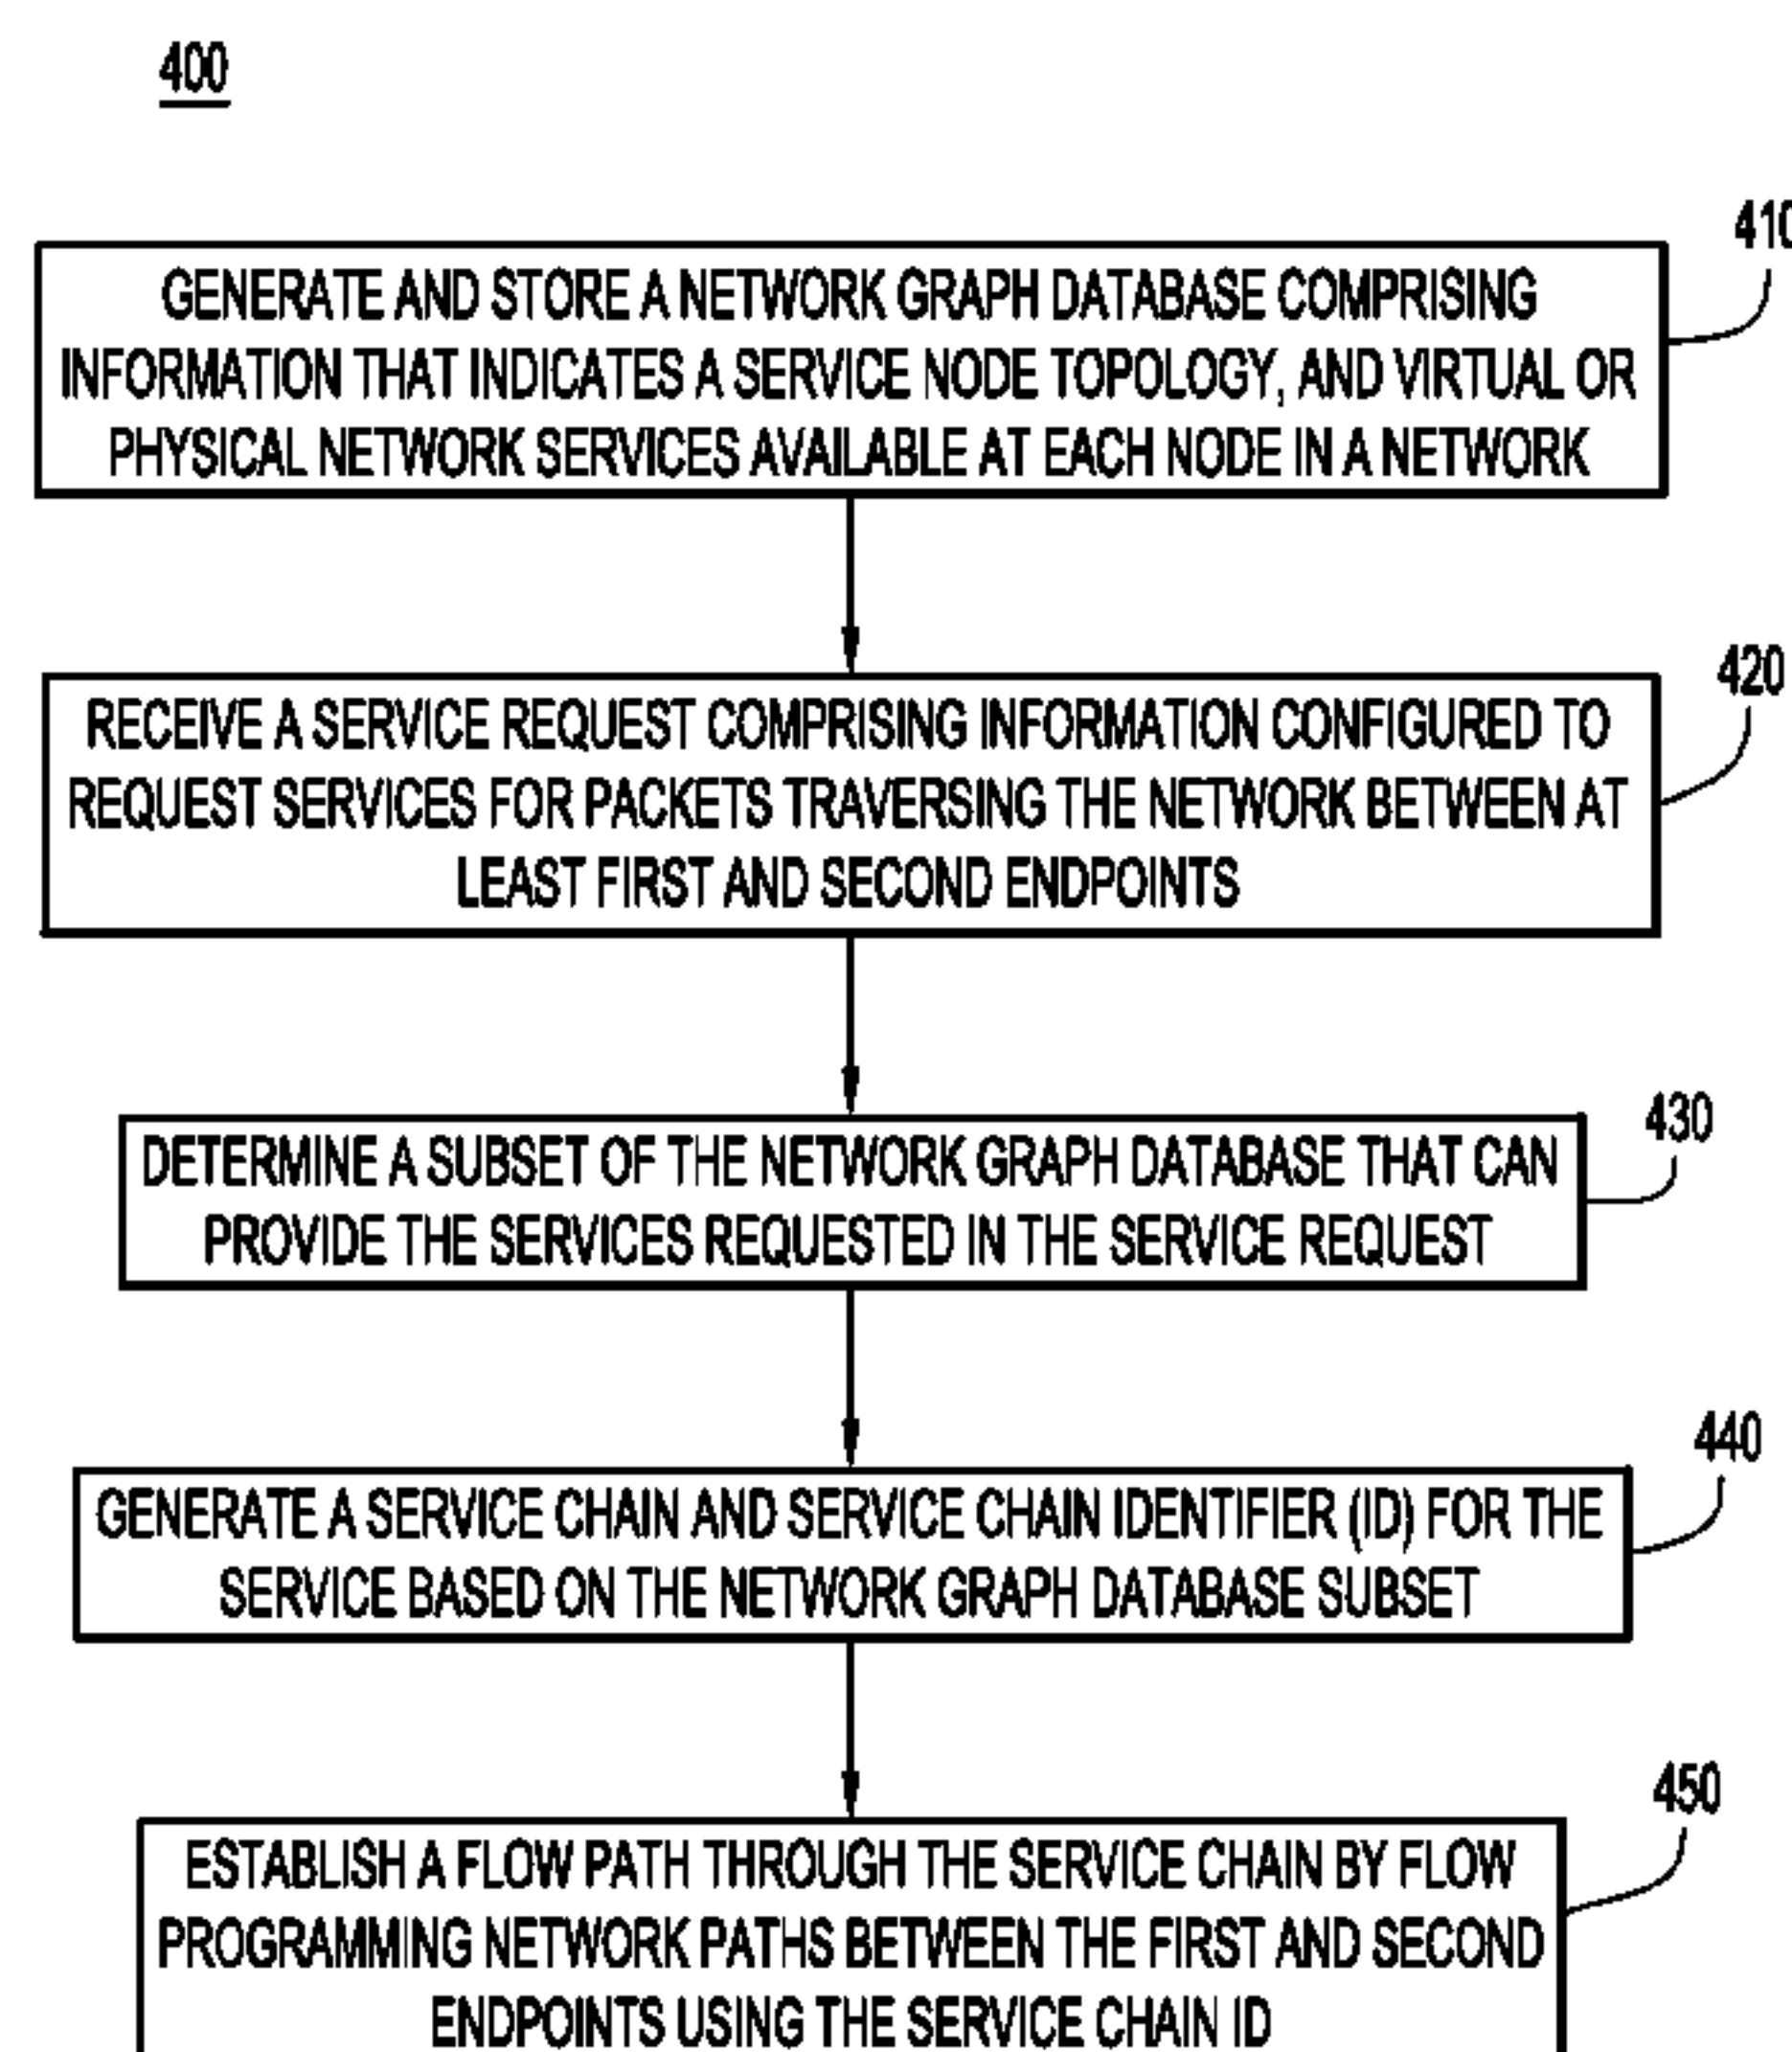 400
410
GENERATE AND STORE A NETWORK GRAPH DATABASE COMPRISING
INFORMATION THAT INDICATES A SERVICE NODE TOPOLOGY, AND VIRTUAL OR
PHYSICAL NETWORK SERVICES AVAILABLE AT EACH NODE IN A NETWORK
420
RECEIVE A SERVICE REQUEST COMPRISING INFORMATION CONFIGURED TO
REQUEST SERVICES FOR PACKETS TRAVERSING THE NETWORK BETWEEN AT
LEAST FIRST AND SECOND ENDPOINTS
430
DETERMINE A SUBSET OF THE NETWORK GRAPH DATABASE THAT CAN
PROVIDE THE SERVICES REQUESTED IN THE SERVICE REQUEST
440
GENERATE A SERVICE CHAIN AND SERVICE CHAIN IDENTIFIER (ID) FOR THE
SERVICE BASED ON THE NETWORK GRAPH DATABASE SUBSET
450
ESTABLISH A FLOW PATH THROUGH THE SERVICE CHAIN BY FLOW
PROGRAMMING NETWORK PATHS BETWEEN THE FIRST AND SECOND
ENDPOINTS USING THE SERVICE CHAIN ID